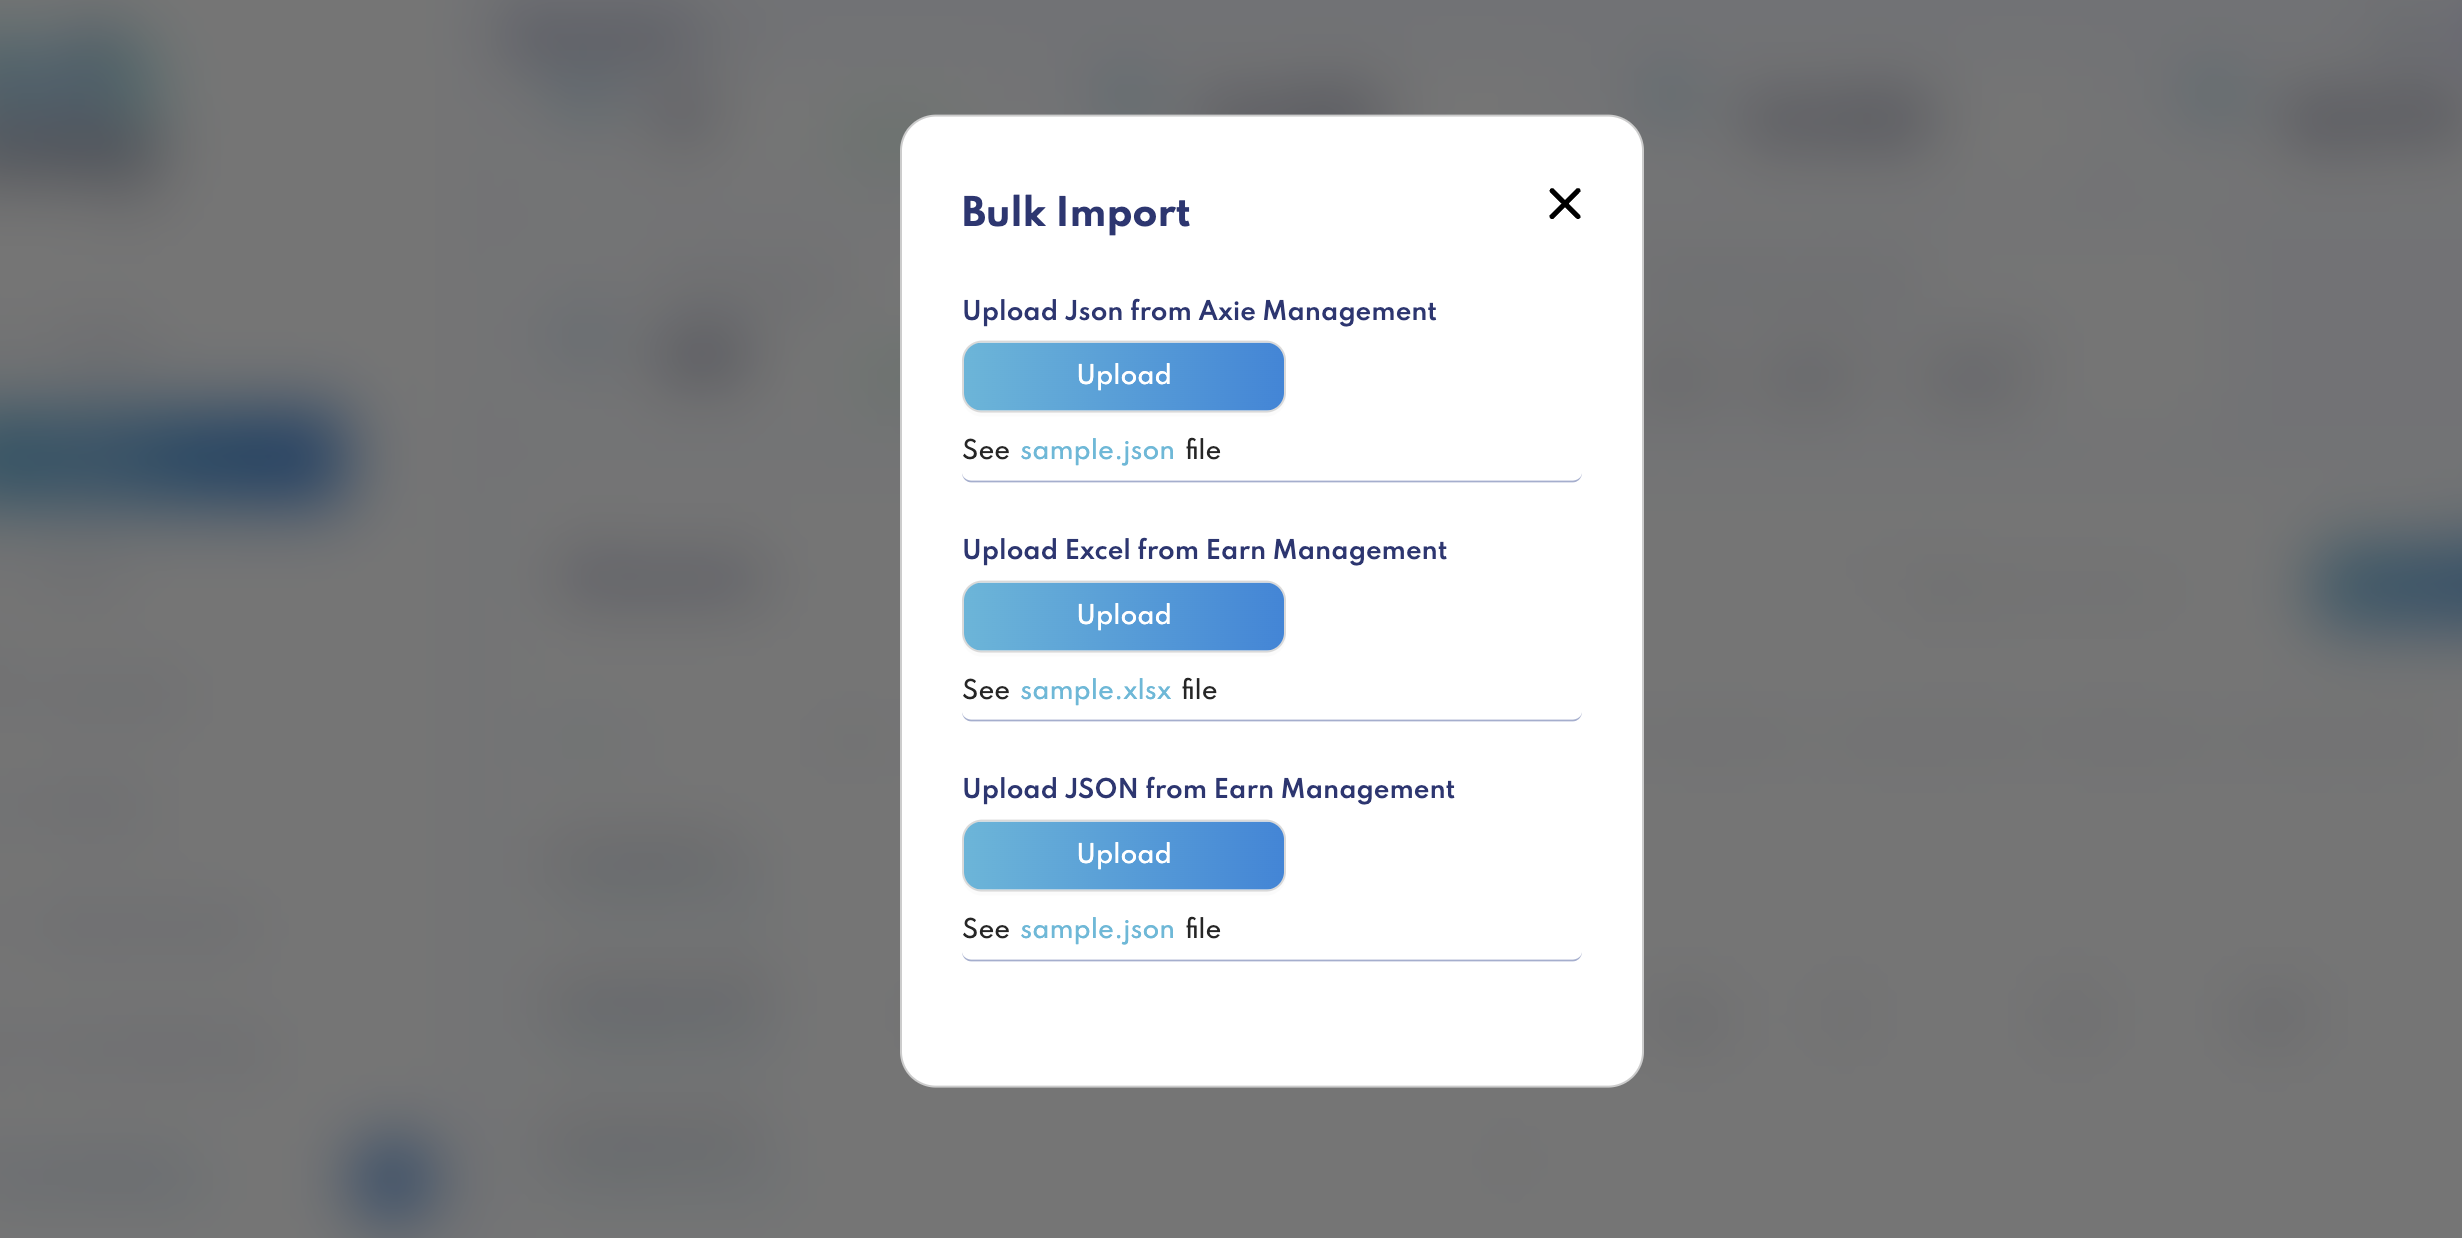 Bulk Import
Upload Json from Axie Management
Upload
See sample.json file
Upload Excel from Earn Management
Upload
See sample.xlsx file
Upload JSON from Earn Management
Upload
See sample.json file